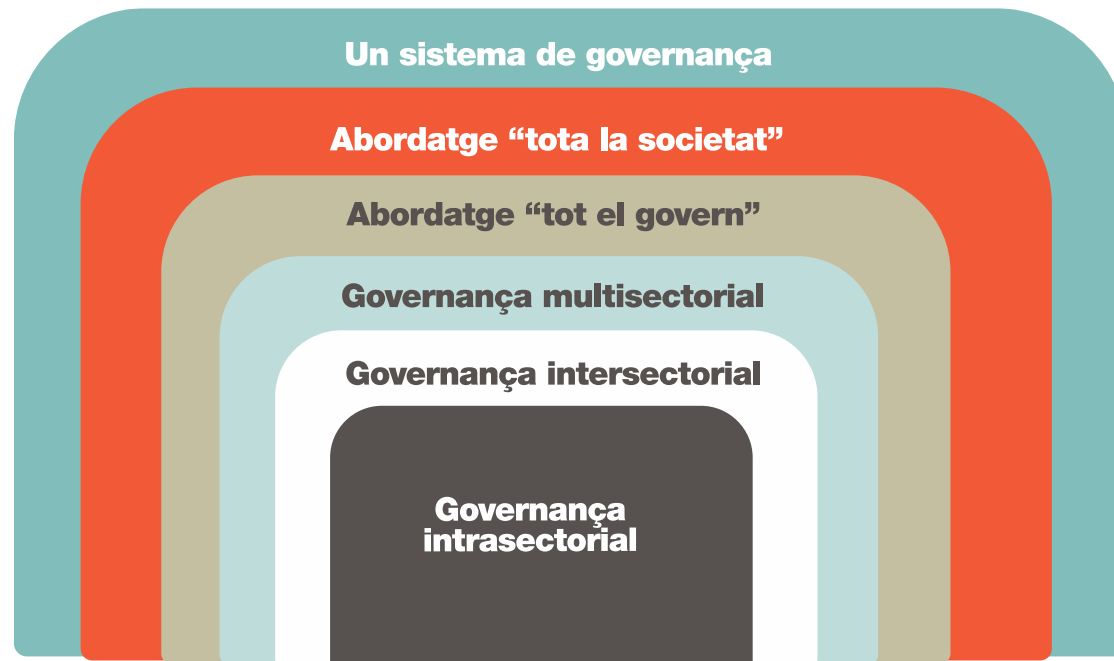 Un sistema de governança
Abordatge “tota la societat”
Abordatge “tot el govern”
Governança multisectorial
Governança intersectorial
Governança
intrasectorial